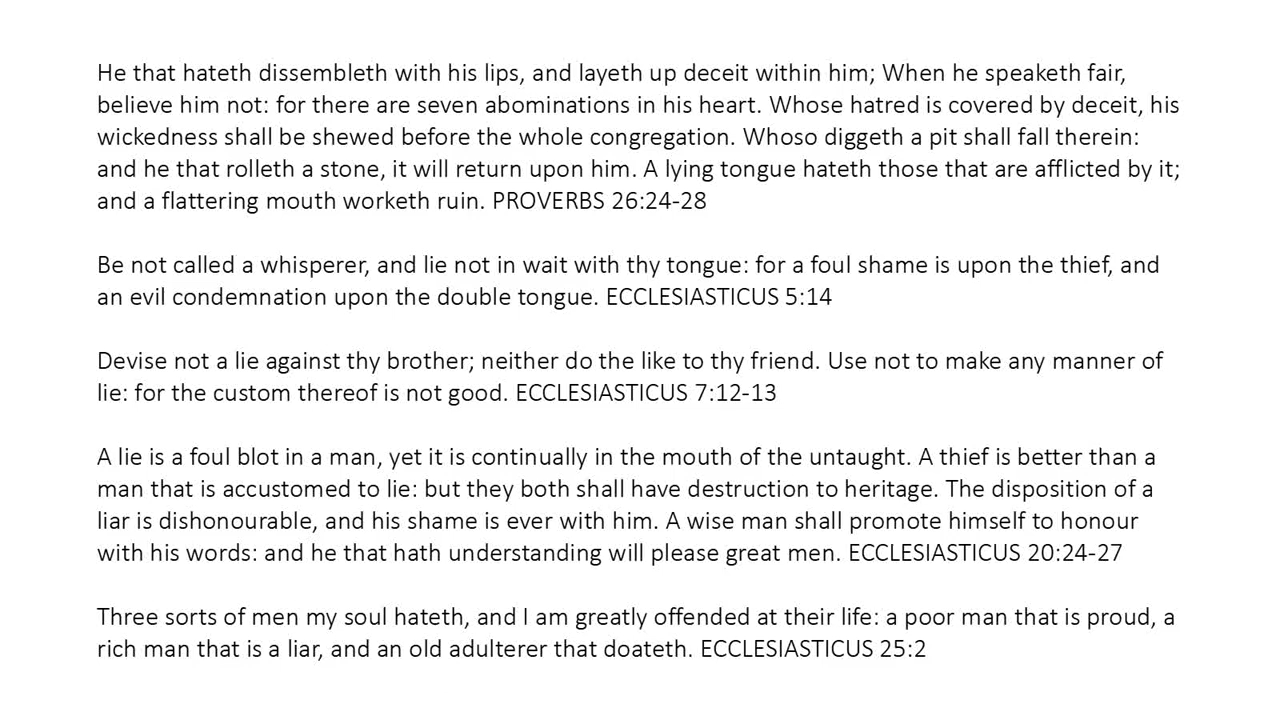 He that hateth dissembleth with his lips, and layeth up deceit within him; When he speaketh fair,
believe him not: for there are seven abominations in his heart. Whose hatred is covered by deceit, his
wickedness shall be shewed before the whole congregation. Whoso diggeth a pit shall fall therein:
and he that rolleth a stone, it will return upon him. A lying tongue hateth those that are afflicted by it;
and a flattering mouth worketh ruin. PROVERBS 26:24-28
Be not called a whisperer, and lie not in wait with thy tongue: for a foul shame is upon the thief, and
an evil condemnation upon the double tongue. ECCLESIASTICUS 5:14
Devise not a lie against thy brother; neither do the like to thy friend. Use not to make any manner of
lie: for the custom thereof is not good. ECCLESIASTICUS 7:12-13
A lie is a foul blot in a man, yet it is continually in the mouth of the untaught. A thief is better than a
man that is accustomed to lie: but they both shall have destruction to heritage. The disposition of a
liar is dishonourable, and his shame is ever with him. A wise man shall promote himself to honour
with his words: and he that hath understanding will please great men. ECCLESIASTICUS 20:24-27
Three sorts of men my soul hateth, and I am greatly offended at their life: a poor man that is proud, a
rich man that is a liar, and an old adulterer that doateth. ECCLESIASTICUS 25:2